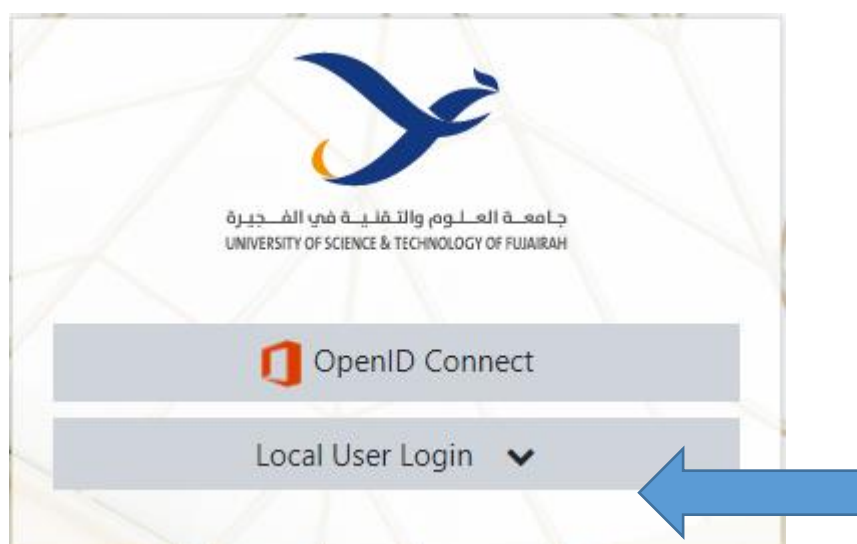 جامعة العلوم والتقنية في الفجيرة
UNIVERSITY OF SCIENCE & TECHNOLOGY OF FUJAIRAH
OpenID Connect
Local User Login